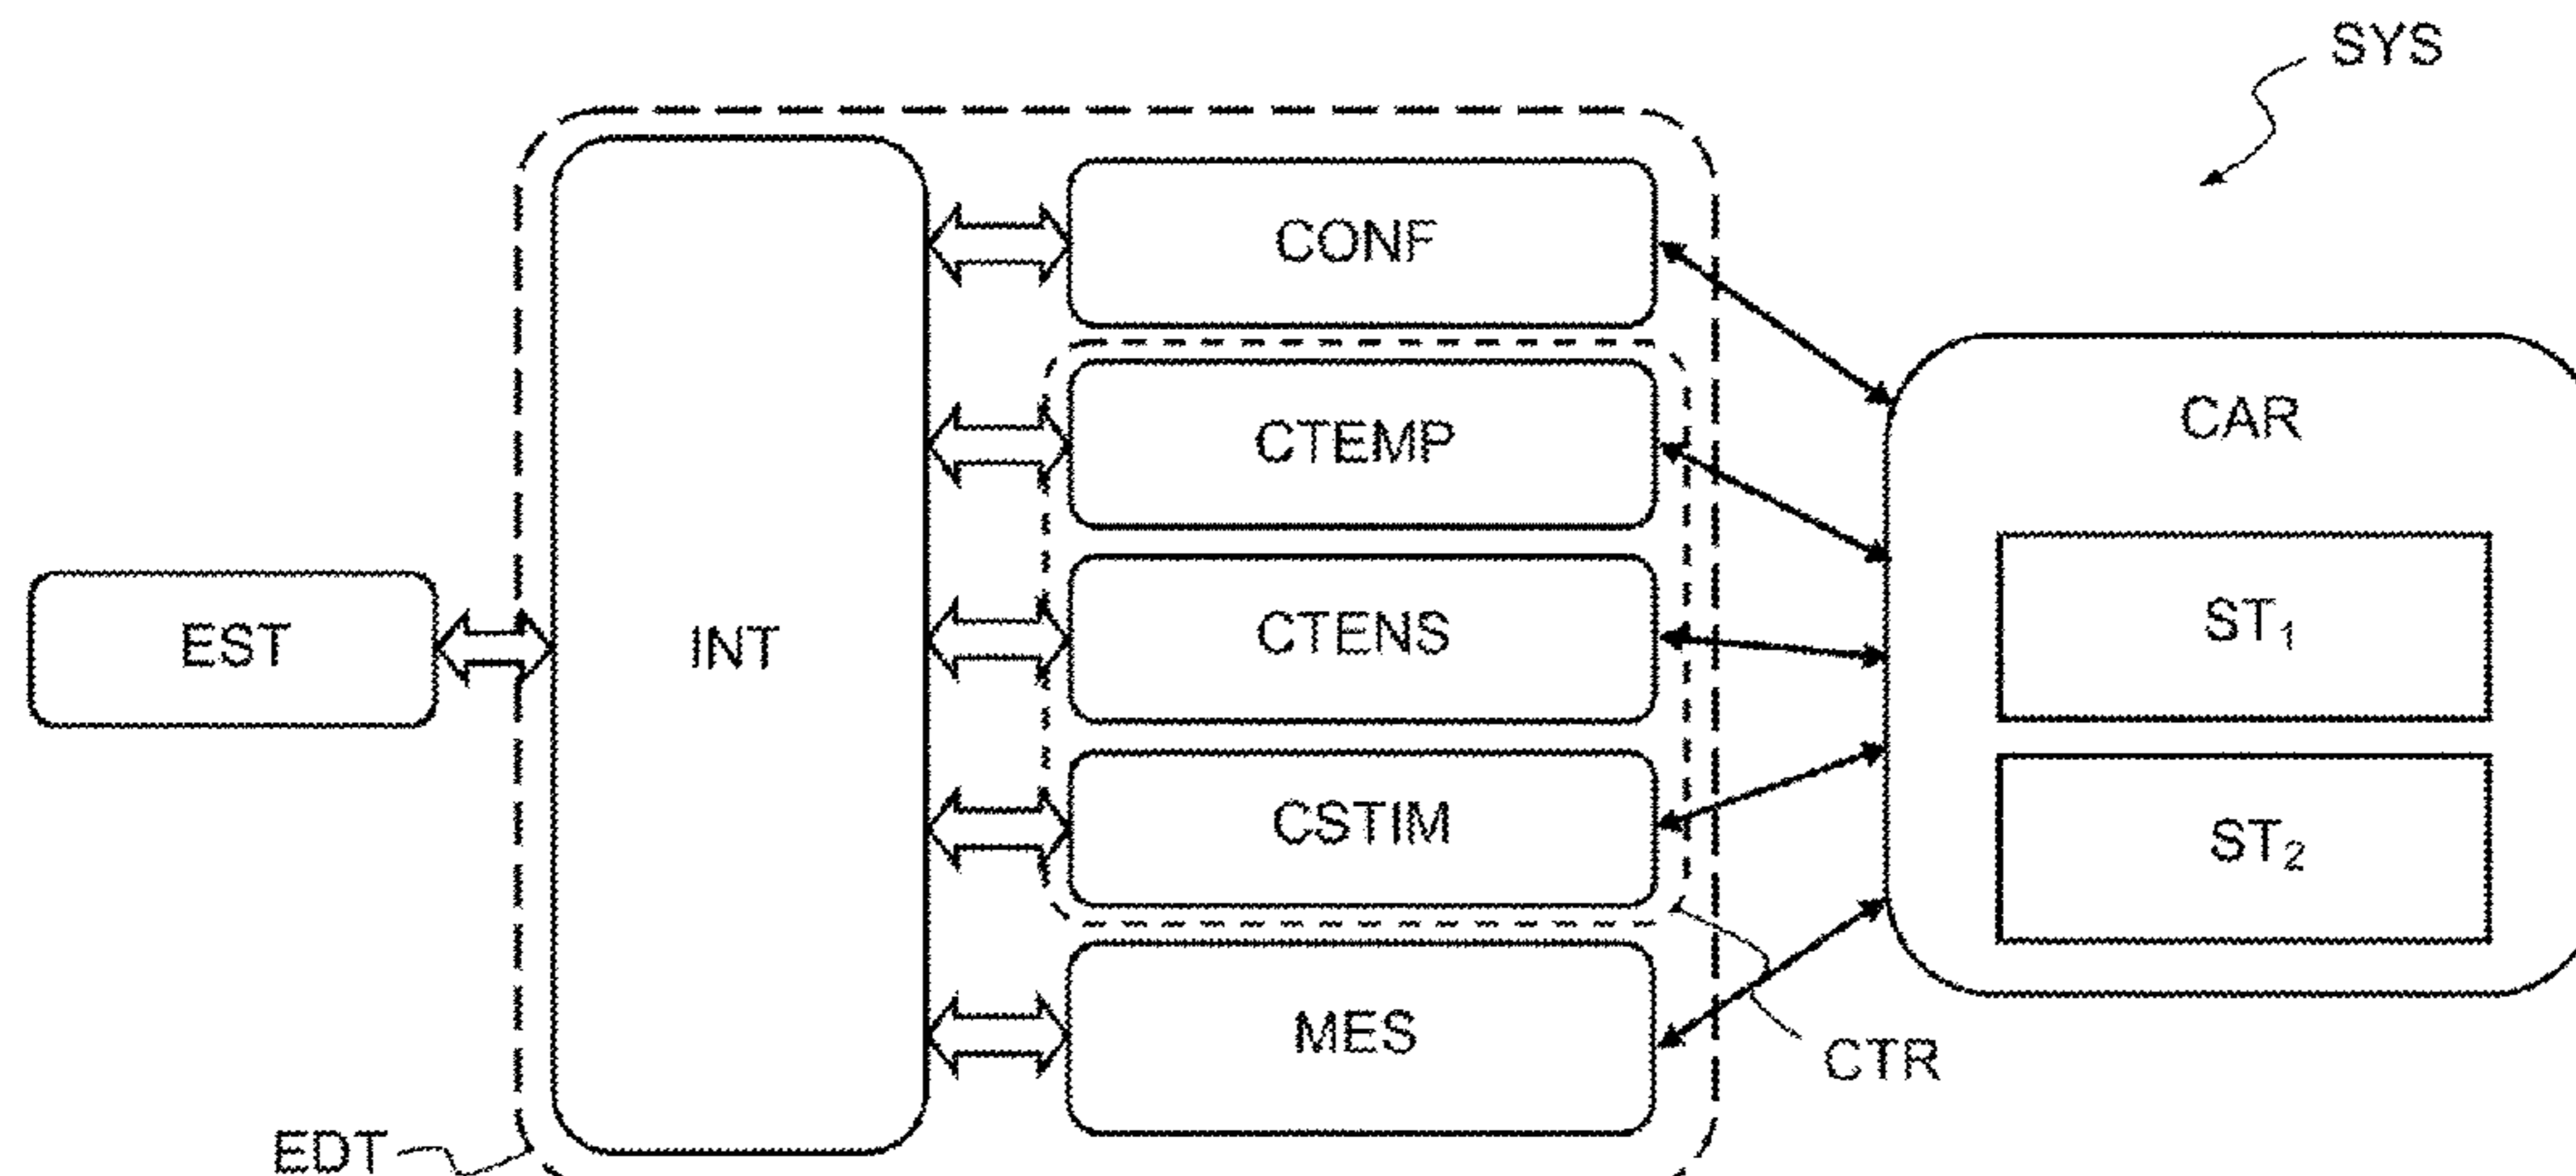 SYS
CONF
CTEMP
CAR
EST
INT
CTENS
ST₁
CSTIM
ST₂
MES
CTR
EDT